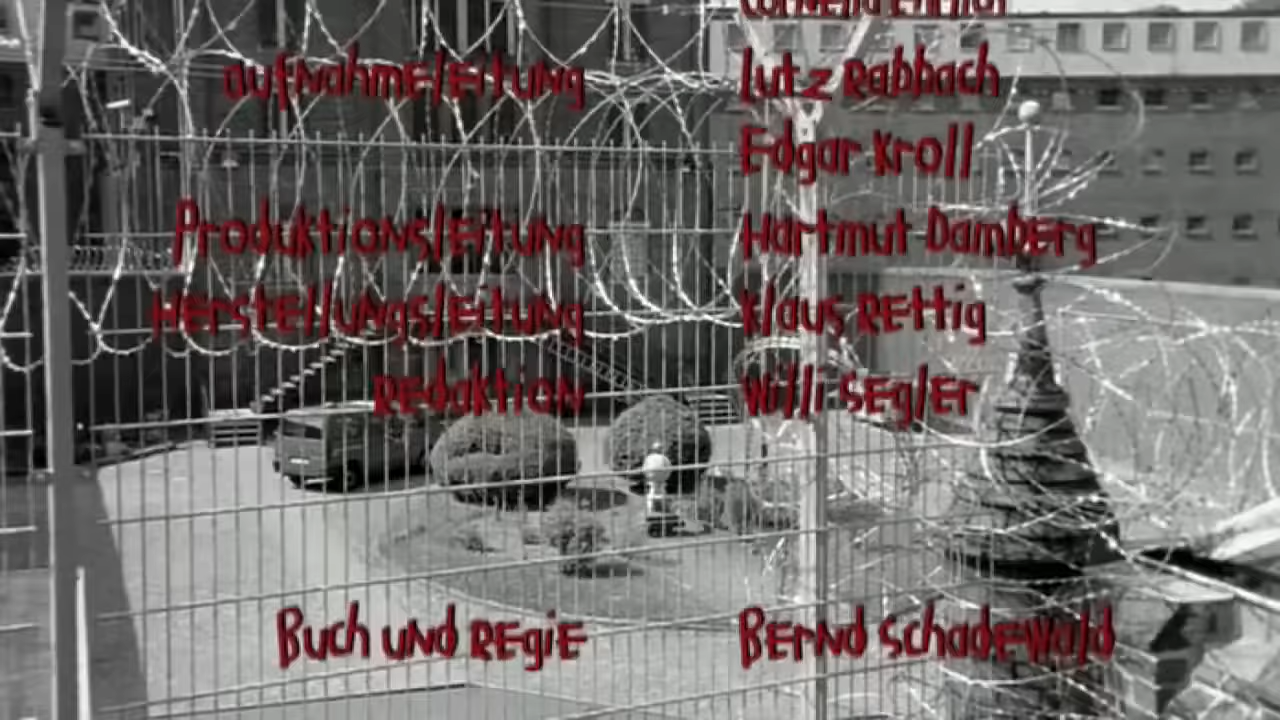 aufnahmeleitung Lutz Rabbach
Edgar Kroll
Produktionsleitung Hartmut Damberg
Herstellungsleitung Klaus Rettig
Redaktion Willi Segler
Buch und Regie Bernd Schadewald